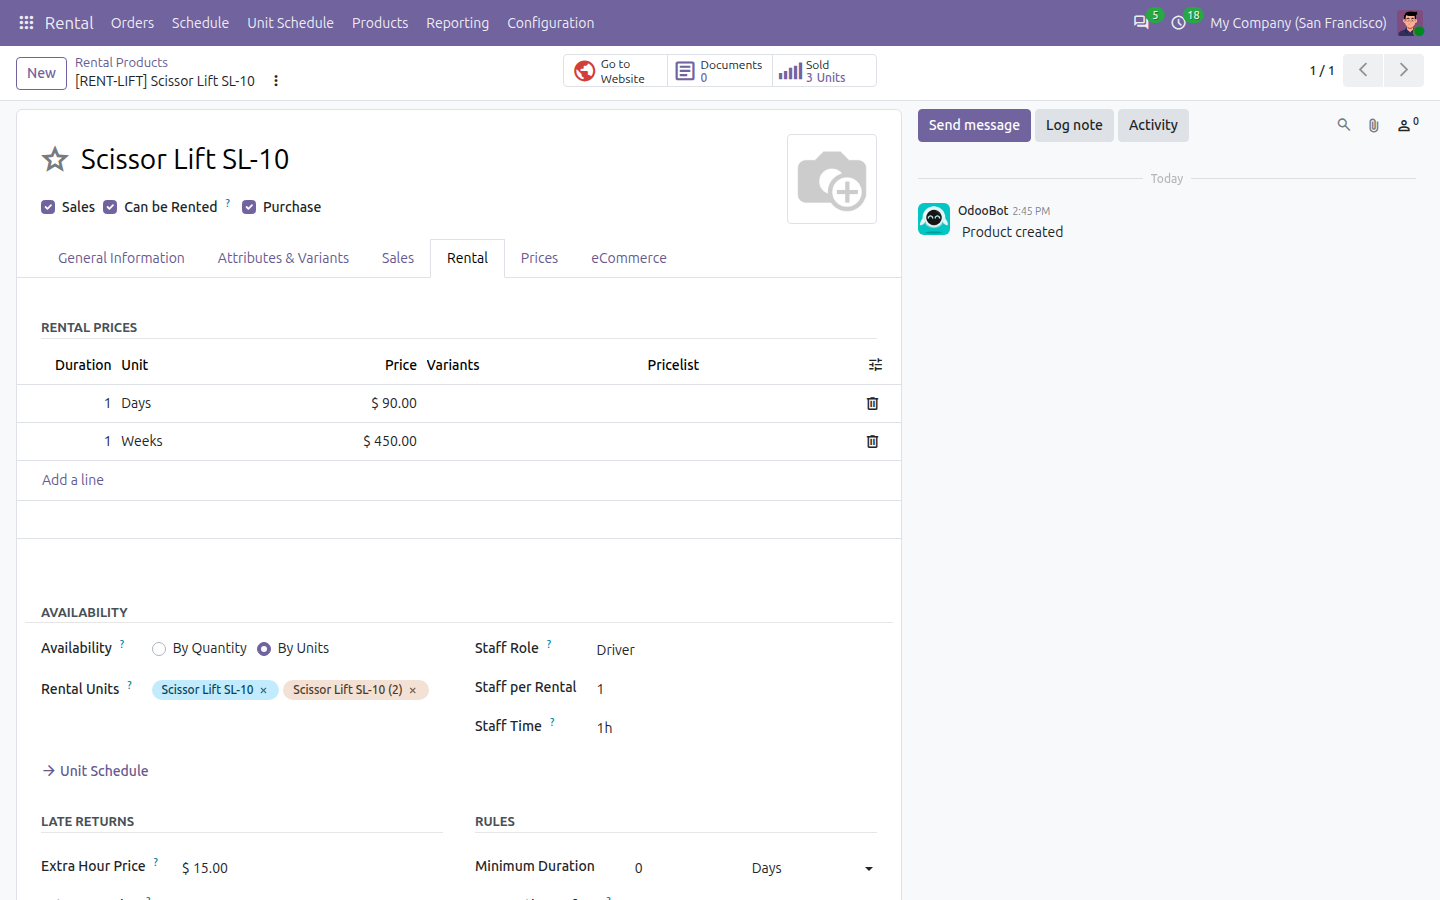 Rental Orders Schedule Unit Schedule Products Reporting Configuration 5 18 My Company (San Francisco)
New
Rental Products
[RENT-LIFT] Scissor Lift SL-10
Go to Website
Documents 0
Sold 3 Units
1 / 1
Scissor Lift SL-10
Sales Can be Rented ? Purchase
General Information Attributes & Variants Sales Rental Prices eCommerce
RENTAL PRICES
Duration Unit Price Variants Pricelist
1 Days $ 90.00
1 Weeks $ 450.00
Add a line
AVAILABILITY
Availability ? By Quantity By Units
Rental Units ? Scissor Lift SL-10 × Scissor Lift SL-10 (2) ×
Staff Role ? Driver
Staff per Rental 1
Staff Time ? 1h
→ Unit Schedule
LATE RETURNS
Extra Hour Price ? $ 15.00
RULES
Minimum Duration 0 Days
Send message Log note Activity 0
Today
OdooBot 2:45 PM
Product created